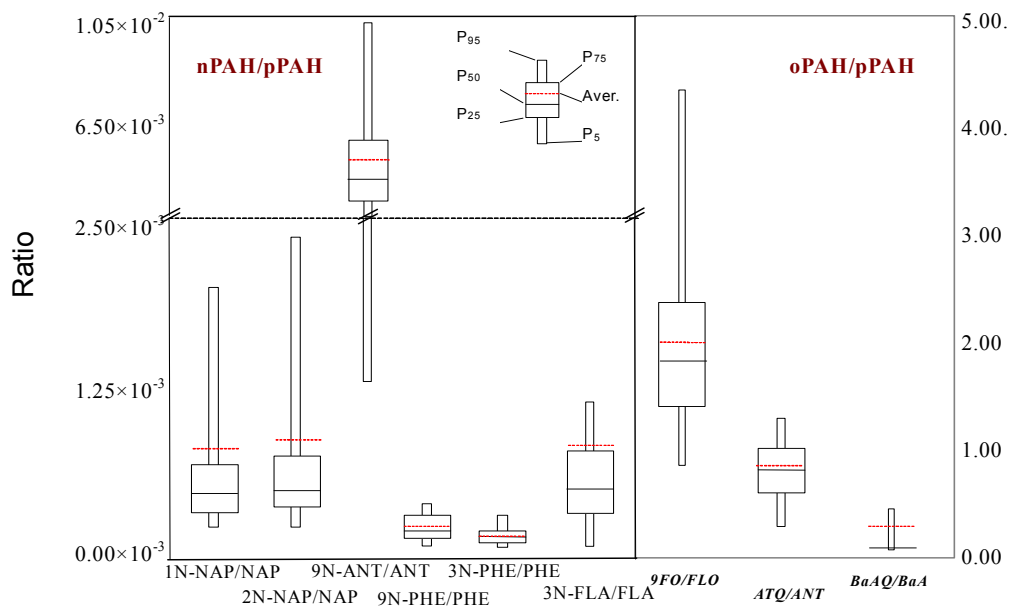 1.05×10-2
5.00.
nPAH/pPAH
P95
P75
oPAH/pPAH
P50
Aver.
P25
P5
6.50×10-3
4.00.
2.50×10-3
3.00
Ratio
2.00
1.25×10-3
1.00
0.00×10-3
0.00
1N-NAP/NAP
9N-ANT/ANT
3N-PHE/PHE
9FO/FLO
BaAQ/BaA
2N-NAP/NAP
9N-PHE/PHE
3N-FLA/FLA
ATQ/ANT